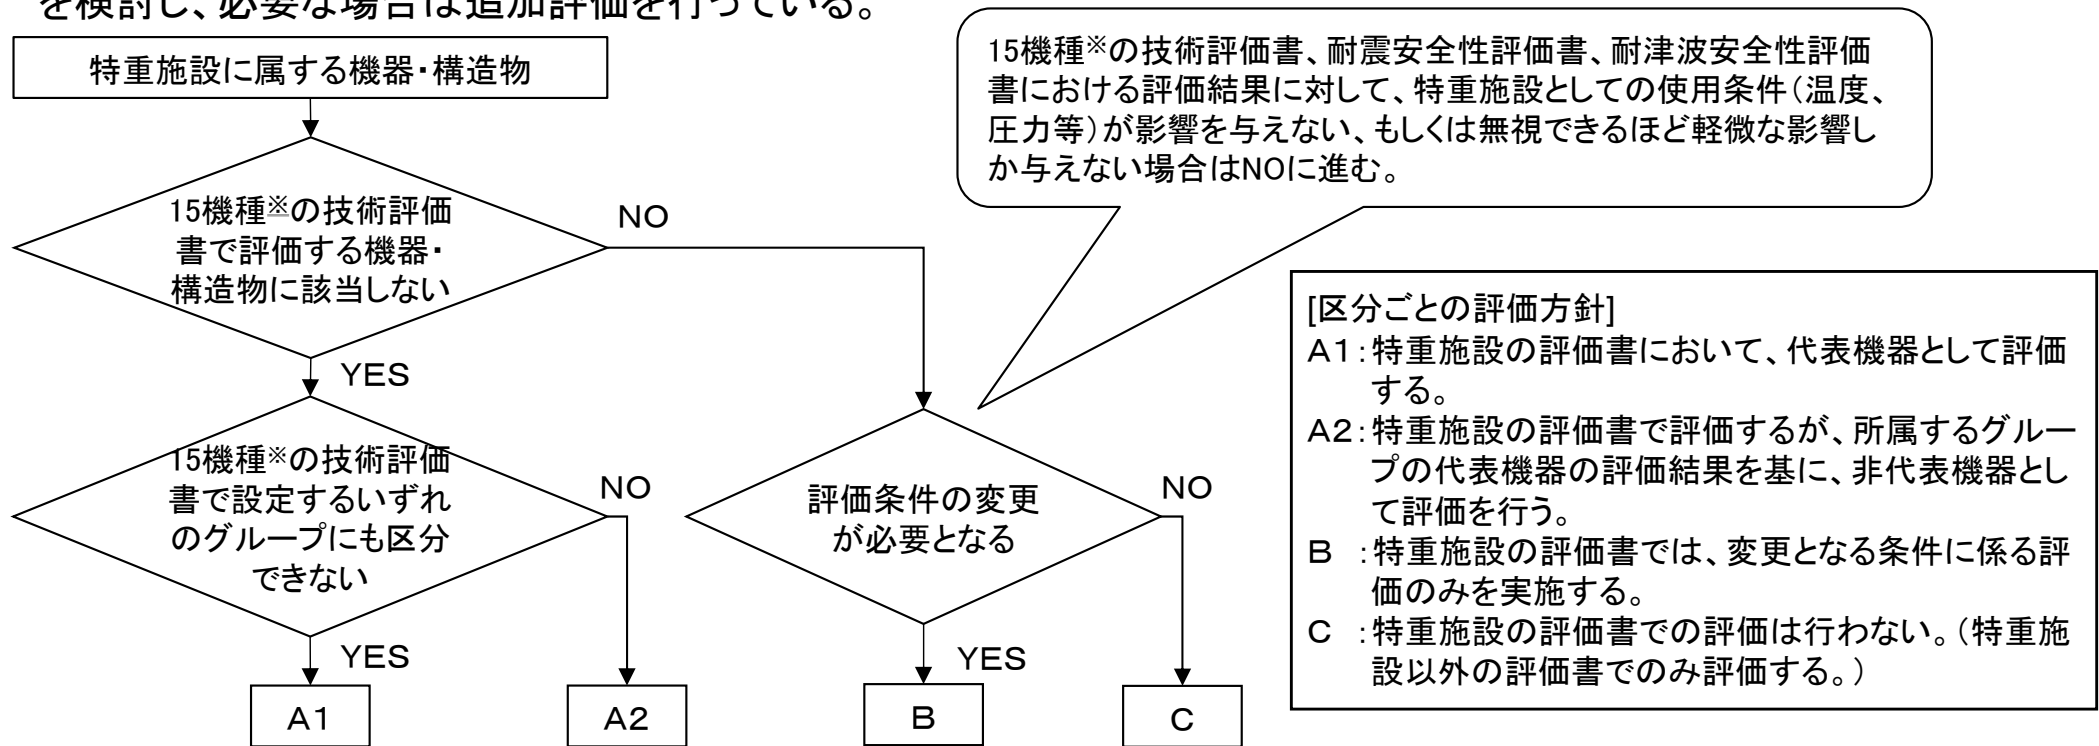 を検討し、必要な場合は追加評価を行っている。
特重施設に属する機器・構造物
15機種※の技術評価書、耐震安全性評価書、耐津波安全性評価
書における評価結果に対して、特重施設としての使用条件（温度、
圧力等）が影響を与えない、もしくは無視できるほど軽微な影響し
か与えない場合はNOに進む。
15機種※の技術評価
書で評価する機器・
構造物に該当しない
NO
YES
15機種※の技術評価
書で設定するいずれ
のグループにも区分
できない
NO
YES
評価条件の変更
が必要となる
NO
YES
A1
A2
B
C
[区分ごとの評価方針]
A1：特重施設の評価書において、代表機器として評価
する。
A2：特重施設の評価書で評価するが、所属するグルー
プの代表機器の評価結果を基に、非代表機器とし
て評価を行う。
B ：特重施設の評価書では、変更となる条件に係る評
価のみを実施する。
C ：特重施設の評価書での評価は行わない。（特重施
設以外の評価書でのみ評価する。）